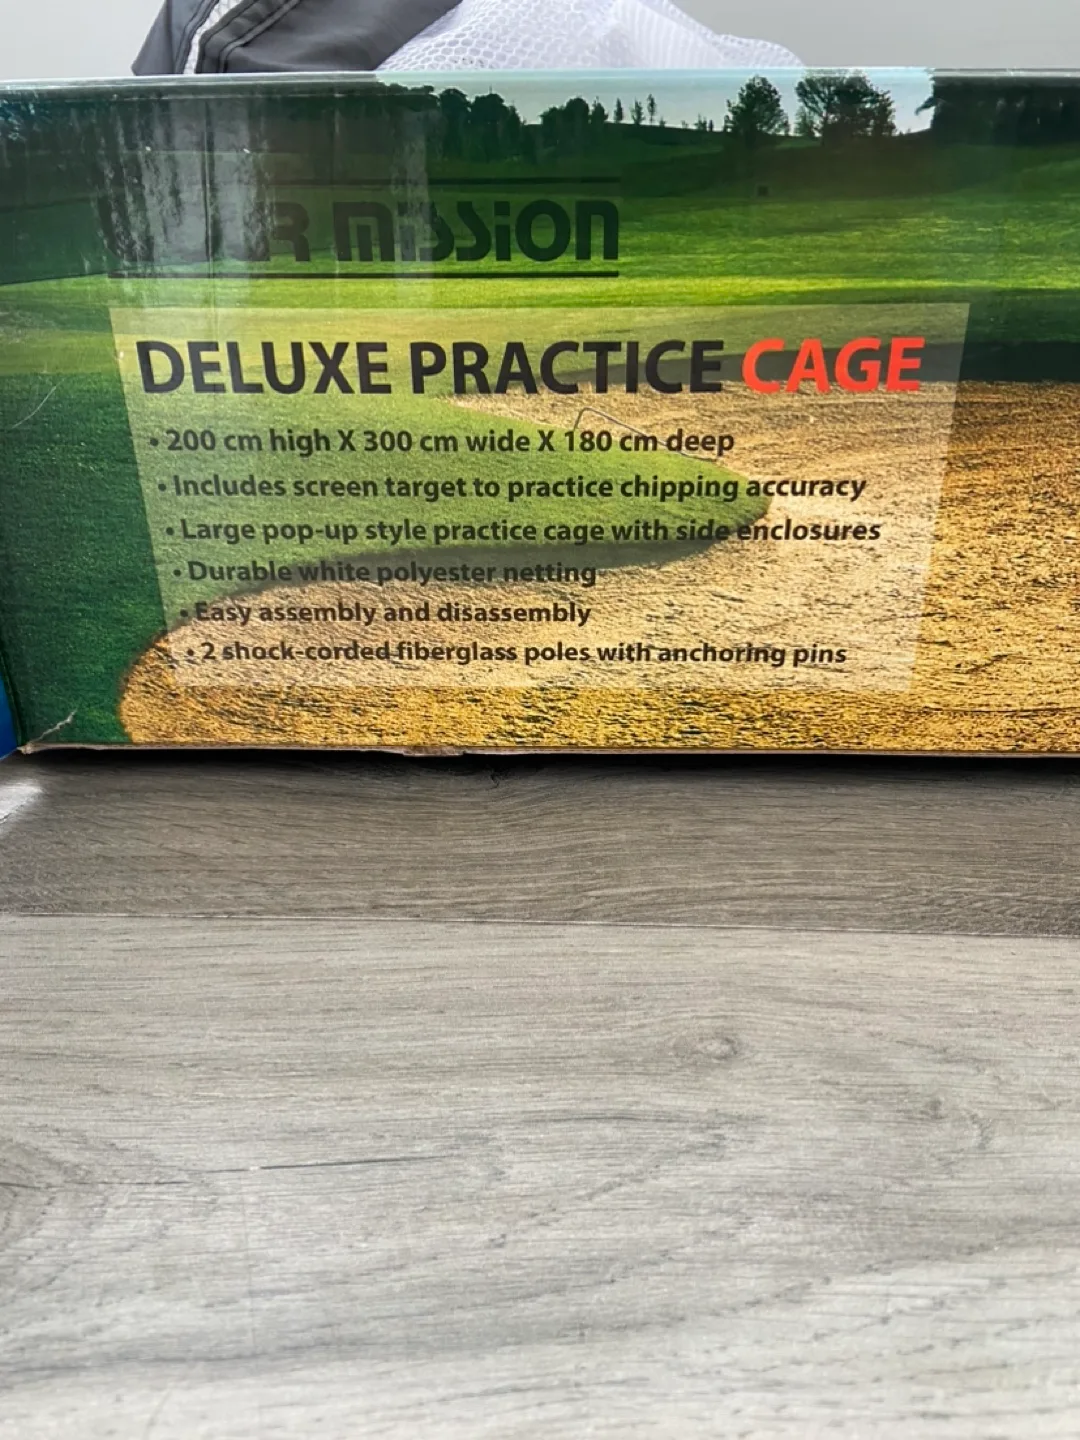 MISSION
DELUXE PRACTICE CAGE
• 200 cm high X 300 cm wide X 180 cm deep
• Includes screen target to practice chipping accuracy
• Large pop-up style practice cage with side enclosures
• Durable white polyester netting
• Easy assembly and disassembly
• 2 shock-corded fiberglass poles with anchoring pins